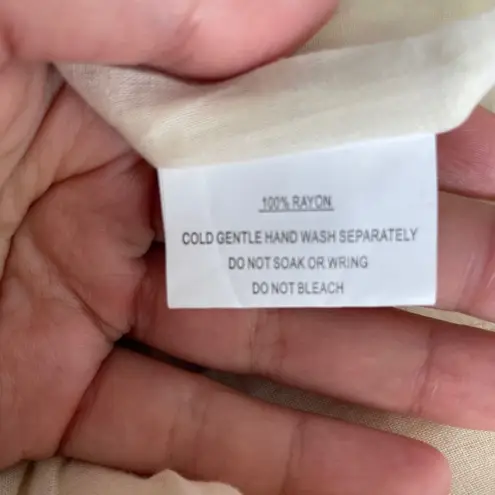 100% RAYON
COLD GENTLE HAND WASH SEPARATELY
DO NOT SOAK OR WRING
DO NOT BLEACH